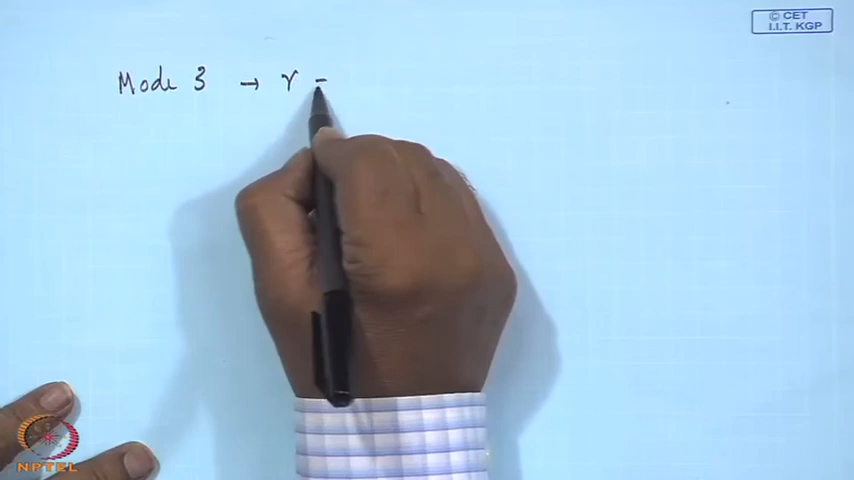 © CET
I.I.T. KGP
Mode 3 → r =
NPTEL